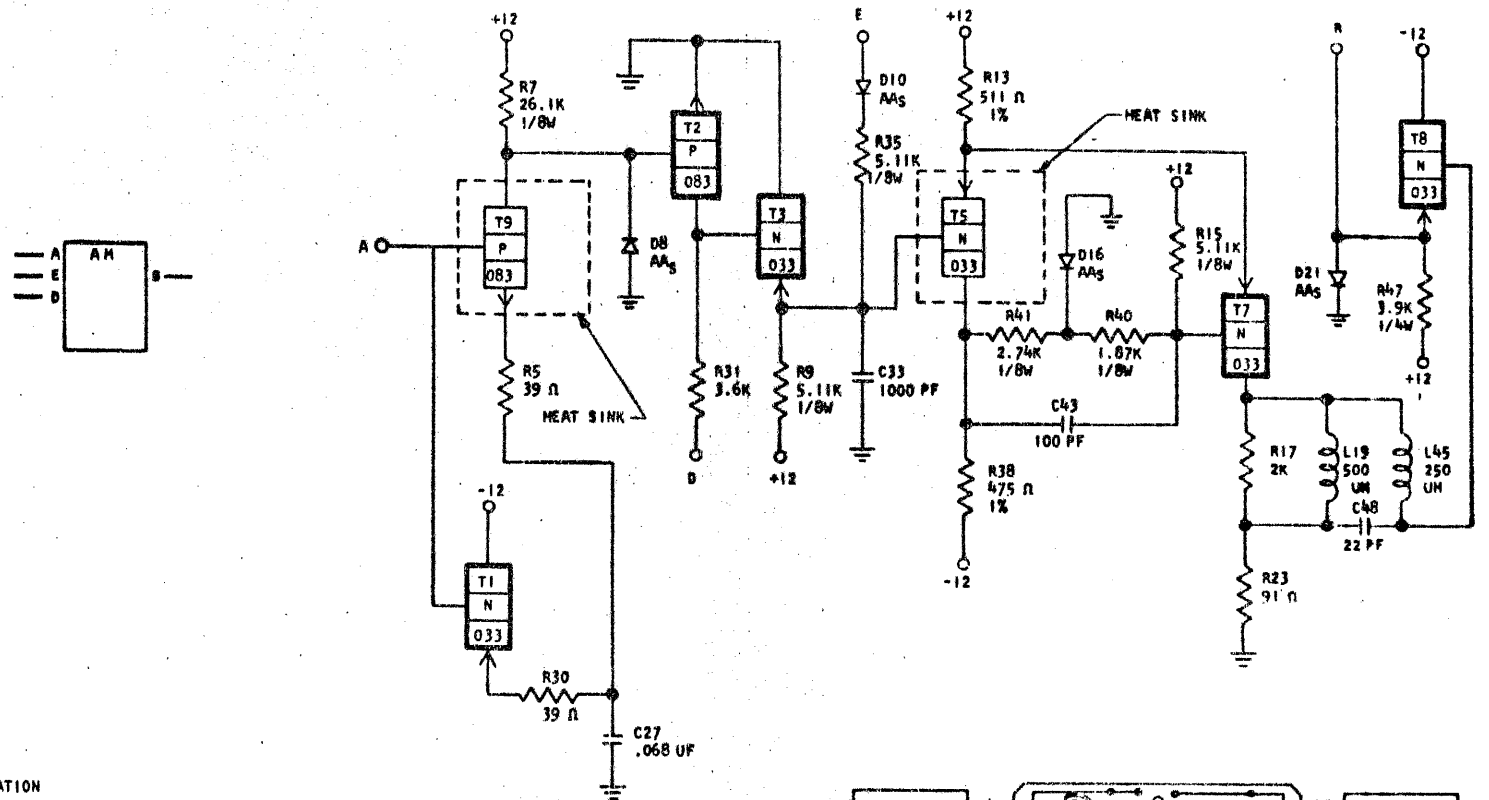 +12
R7
26.1K
1/8W
T9
P
083
A
R5
39 Ω
HEAT SINK
-12
T1
N
033
R30
39 Ω
C27
.068 UF
A
E
D
AM
T2
P
083
D8
AAS
T3
N
033
R31
3.6K
D
R9
5.11K
1/8W
+12
E
D10
AAS
R35
5.11K
1/8W
C33
1000 PF
+12
R13
511 Ω
1%
HEAT SINK
T5
N
033
D16
AAS
R41
2.74K
1/8W
R40
1.87K
1/8W
+12
R15
5.11K
1/8W
C43
100 PF
R38
475 Ω
1%
-12
T7
N
033
R17
2K
L19
500
UH
L45
250
UH
C48
22 PF
R23
91 Ω
-12
T8
N
033
D21
AAS
R47
3.9K
1/4W
+12
ATION